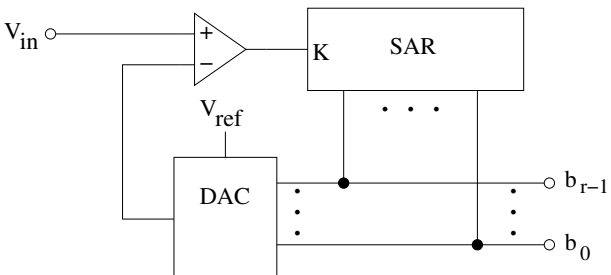 V_in
+
−
K
SAR
. . .
V_ref
DAC
b_r−1
b_0